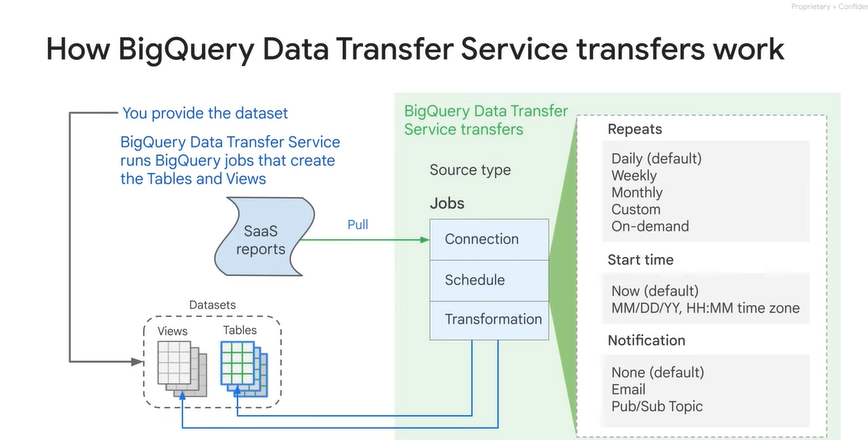 Proprietary + Confiden
How BigQuery Data Transfer Service transfers work
You provide the dataset
BigQuery Data Transfer Service
runs BigQuery jobs that create
the Tables and Views
SaaS
reports
Pull
Datasets
Views
Tables
BigQuery Data Transfer
Service transfers
Source type
Jobs
Connection
Schedule
Transformation
Repeats
Daily (default)
Weekly
Monthly
Custom
On-demand
Start time
Now (default)
MM/DD/YY, HH:MM time zone
Notification
None (default)
Email
Pub/Sub Topic